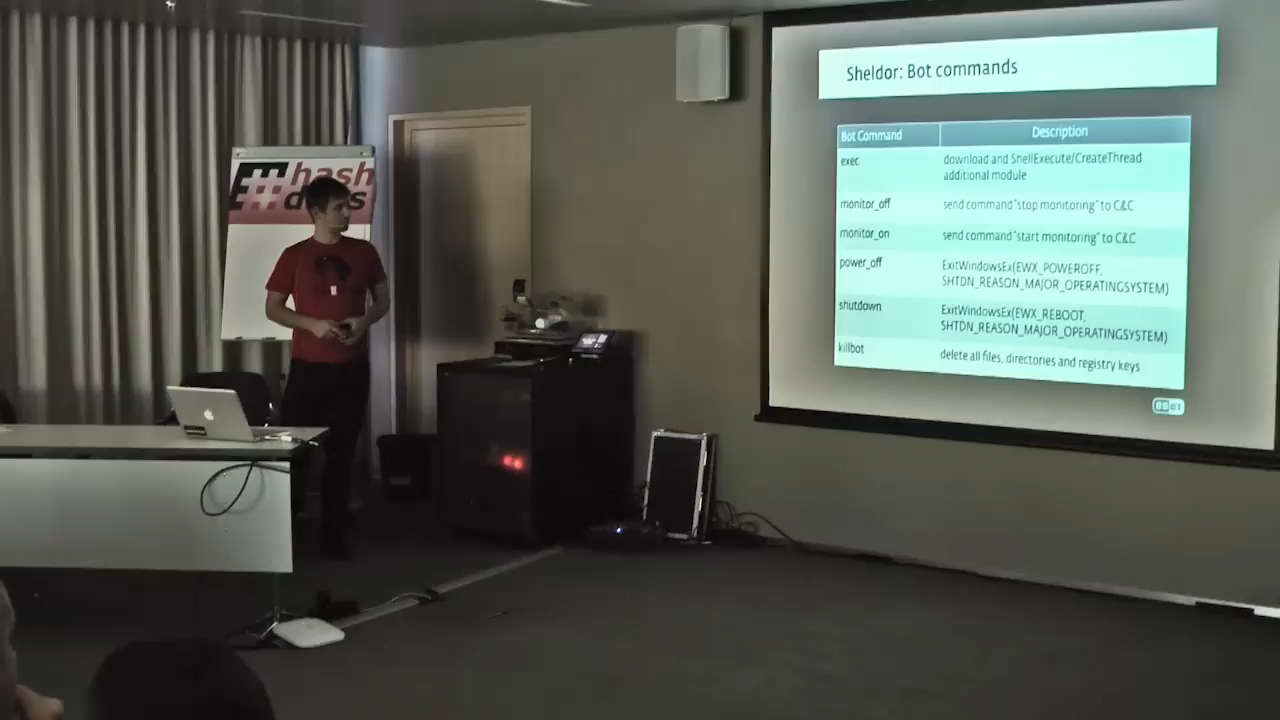 hash
days
Sheldor: Bot commands
Bot Command Description
exec download and ShellExecute/CreateThread
additional module
monitor_off send command "stop monitoring" to C&C
monitor_on send command "start monitoring" to C&C
power_off ExitWindowsEx(EWX_POWEROFF,
SHTDN_REASON_MAJOR_OPERATINGSYSTEM)
shutdown ExitWindowsEx(EWX_REBOOT,
SHTDN_REASON_MAJOR_OPERATINGSYSTEM)
killbot delete all files, directories and registry keys
eset